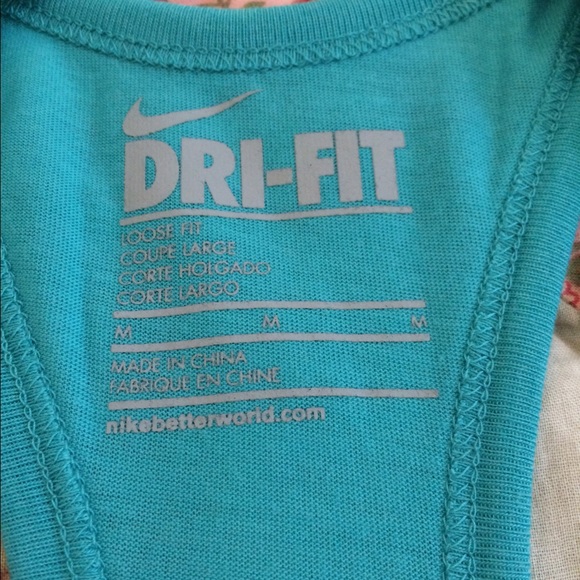 DRI-FIT
LOOSE FIT
COUPE LARGE
CORTE HOLGADO
CORTE LARGO
M M M
MADE IN CHINA
FABRIQUE EN CHINE
nikebetterworld.com